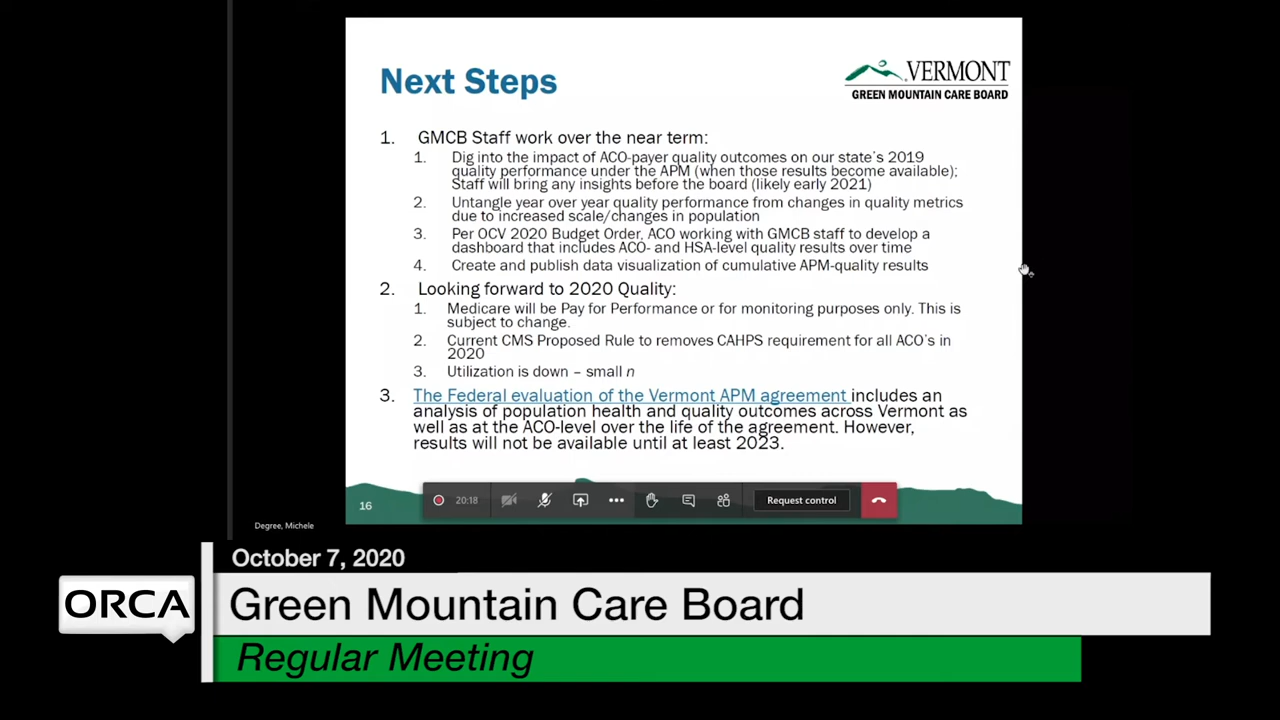 Next Steps
VERMONT
GREEN MOUNTAIN CARE BOARD
1. GMCB Staff work over the near term:
1. Dig into the impact of ACO-payer quality outcomes on our state's 2019
quality performance under the APM (when those results become available);
Staff will bring any insights before the board (likely early 2021)
2. Untangle year over year quality performance from changes in quality metrics
due to increased scale/changes in population
3. Per OCV 2020 Budget Order, ACO working with GMCB staff to develop a
dashboard that includes ACO- and HSA-level quality results over time
4. Create and publish data visualization of cumulative APM-quality results
2. Looking forward to 2020 Quality:
1. Medicare will be Pay for Performance or for monitoring purposes only. This is
subject to change.
2. Current CMS Proposed Rule to removes CAHPS requirement for all ACO's in
2020
3. Utilization is down – small n
3. The Federal evaluation of the Vermont APM agreement includes an
analysis of population health and quality outcomes across Vermont as
well as at the ACO-level over the life of the agreement. However,
results will not be available until at least 2023.
16
20:18
Request control
Degree, Michele
October 7, 2020
ORCA
Green Mountain Care Board
Regular Meeting